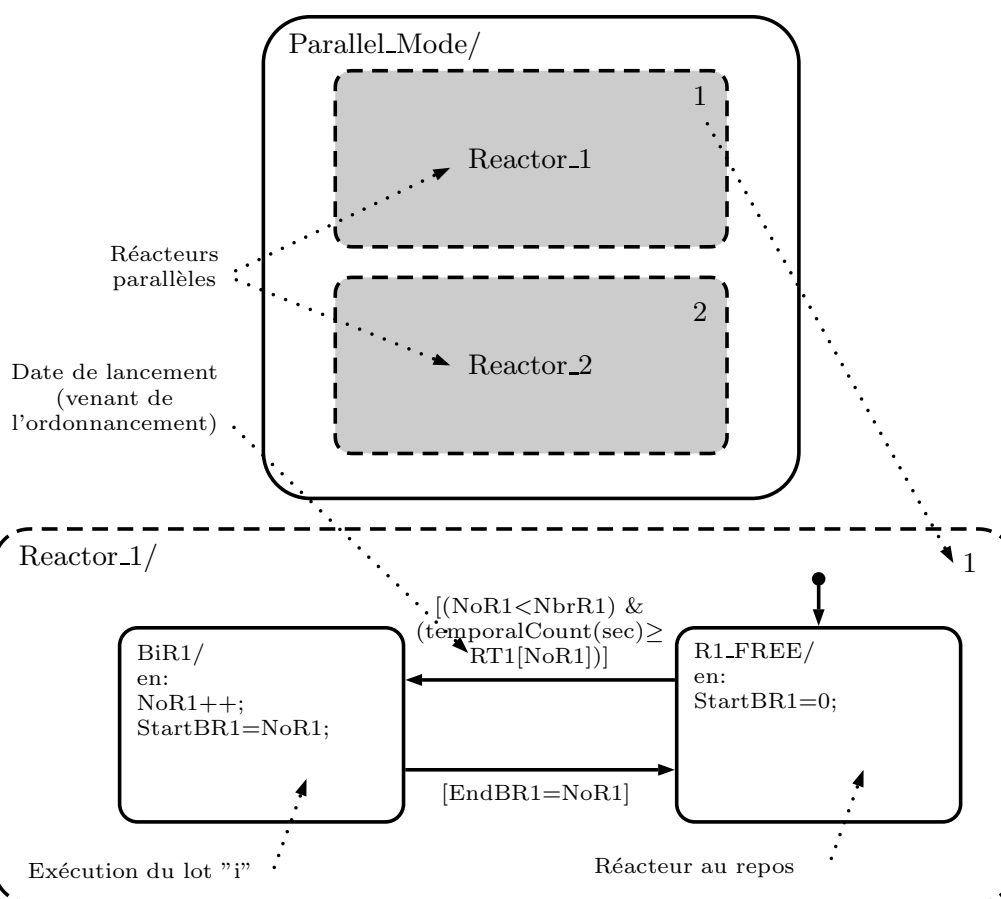 Parallel_Mode/
1
Reactor_1
Réacteurs
parallèles
2
Reactor_2
Date de lancement
(venant de
l'ordonnancement)
Reactor_1/
1
[(NoR1<NbrR1) &
(temporalCount(sec)≥
RT1[NoR1])]
BiR1/
en:
NoR1++;
StartBR1=NoR1;
R1_FREE/
en:
StartBR1=0;
[EndBR1=NoR1]
Exécution du lot "i"
Réacteur au repos